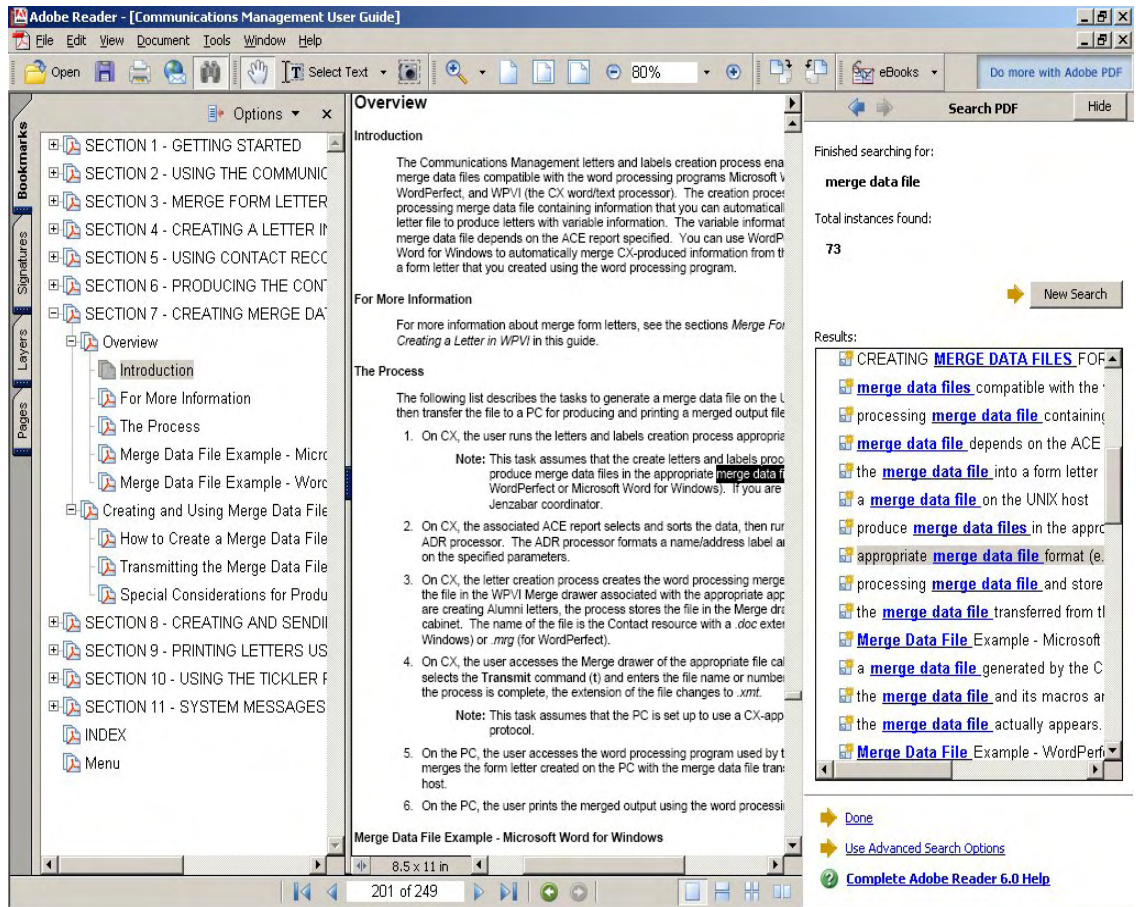 Adobe Reader - [Communications Management User Guide]
File Edit View Document Tools Window Help
Open Select Text 80% eBooks Do more with Adobe PDF
Bookmarks
Signatures
Layers
Pages
Options
SECTION 1 - GETTING STARTED
SECTION 2 - USING THE COMMUNIC
SECTION 3 - MERGE FORM LETTER
SECTION 4 - CREATING A LETTER IN
SECTION 5 - USING CONTACT RECO
SECTION 6 - PRODUCING THE CONT
SECTION 7 - CREATING MERGE DA
Overview
Introduction
For More Information
The Process
Merge Data File Example - Micro
Merge Data File Example - Word
Creating and Using Merge Data File
How to Create a Merge Data File
Transmitting the Merge Data File
Special Considerations for Produ
SECTION 8 - CREATING AND SENDI
SECTION 9 - PRINTING LETTERS US
SECTION 10 - USING THE TICKLER F
SECTION 11 - SYSTEM MESSAGES
INDEX
Menu
Overview
Introduction
The Communications Management letters and labels creation process ena
merge data files compatible with the word processing programs Microsoft W
WordPerfect, and WPVI (the CX word/text processor). The creation proces
processing merge data file containing information that you can automatical
letter file to produce letters with variable information. The variable informat
merge data file depends on the ACE report specified. You can use WordP
Word for Windows to automatically merge CX-produced information from th
a form letter that you created using the word processing program.
For More Information
For more information about merge form letters, see the sections Merge For
Creating a Letter in WPVI in this guide.
The Process
The following list describes the tasks to generate a merge data file on the U
then transfer the file to a PC for producing and printing a merged output file
1. On CX, the user runs the letters and labels creation process appropria
Note: This task assumes that the create letters and labels proc
produce merge data files in the appropriate merge data fi
WordPerfect or Microsoft Word for Windows). If you are
Jenzabar coordinator.
2. On CX, the associated ACE report selects and sorts the data, then run
ADR processor. The ADR processor formats a name/address label an
on the specified parameters.
3. On CX, the letter creation process creates the word processing merge
the file in the WPVI Merge drawer associated with the appropriate app
are creating Alumni letters, the process stores the file in the Merge dra
cabinet. The name of the file is the Contact resource with a .doc exten
Windows) or .mrg (for WordPerfect).
4. On CX, the user accesses the Merge drawer of the appropriate file cal
selects the Transmit command (t) and enters the file name or number
the process is complete, the extension of the file changes to .xmt.
Note: This task assumes that the PC is set up to use a CX-app
protocol.
5. On the PC, the user accesses the word processing program used by t
merges the form letter created on the PC with the merge data file tran
host.
6. On the PC, the user prints the merged output using the word processi
Merge Data File Example - Microsoft Word for Windows
8.5 x 11 in
201 of 249
Search PDF Hide
Finished searching for:
merge data file
Total instances found:
73
New Search
Results:
CREATING MERGE DATA FILES FOR
merge data files compatible with the
processing merge data file containing
merge data file depends on the ACE
the merge data file into a form letter
a merge data file on the UNIX host
produce merge data files in the appro
appropriate merge data file format (e.
processing merge data file and store
the merge data file transferred from tl
Merge Data File Example - Microsoft
a merge data file generated by the C
the merge data file and its macros ar
the merge data file actually appears.
Merge Data File Example - WordPerf
Done
Use Advanced Search Options
Complete Adobe Reader 6.0 Help